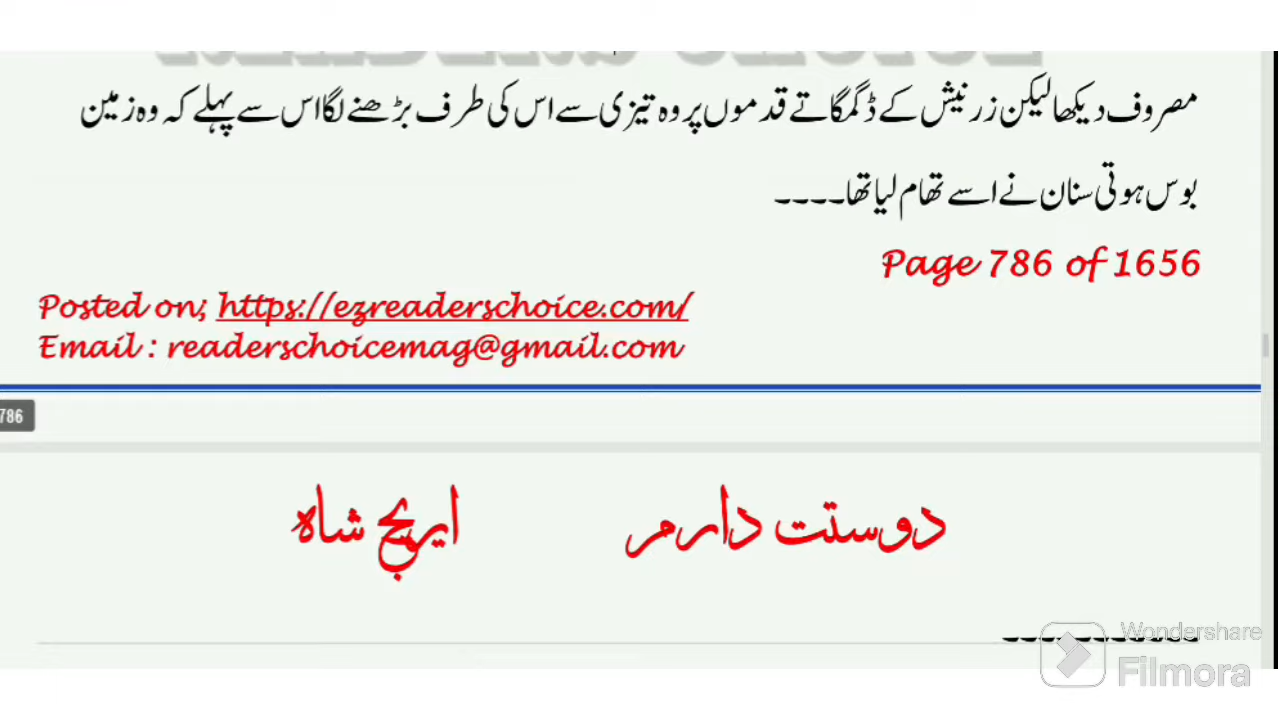 مصروف دیکھا لیکن زرنیش کے ڈگمگاتے قدموں پر وہ تیزی سے اس کی طرف بڑھنے لگا اس سے پہلے کہ وہ زمین
بوس ہوتی سنان نے اسے تھام لیا تھا۔۔۔۔
Page 786 of 1656
Posted on; https://ezreaderschoice.com/
Email : readerschoicemag@gmail.com
786
دوستت دارم ایریج شاہ
Wondershare
Filmora